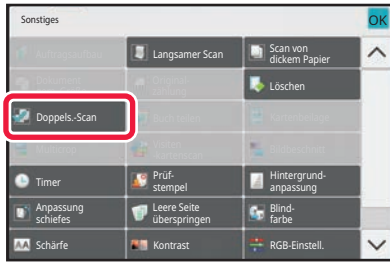 Sonstiges
OK
Auftragsaufbau
Langsamer Scan
Scan von
dickem Papier
Löschen
Doppels.-Scan
Timer
Prüf-
stempel
Hintergrund-
anpassung
Anpassung
schiefes
Leere Seite
überspringen
Blind-
farbe
Schärfe
Kontrast
RGB-Einstell.